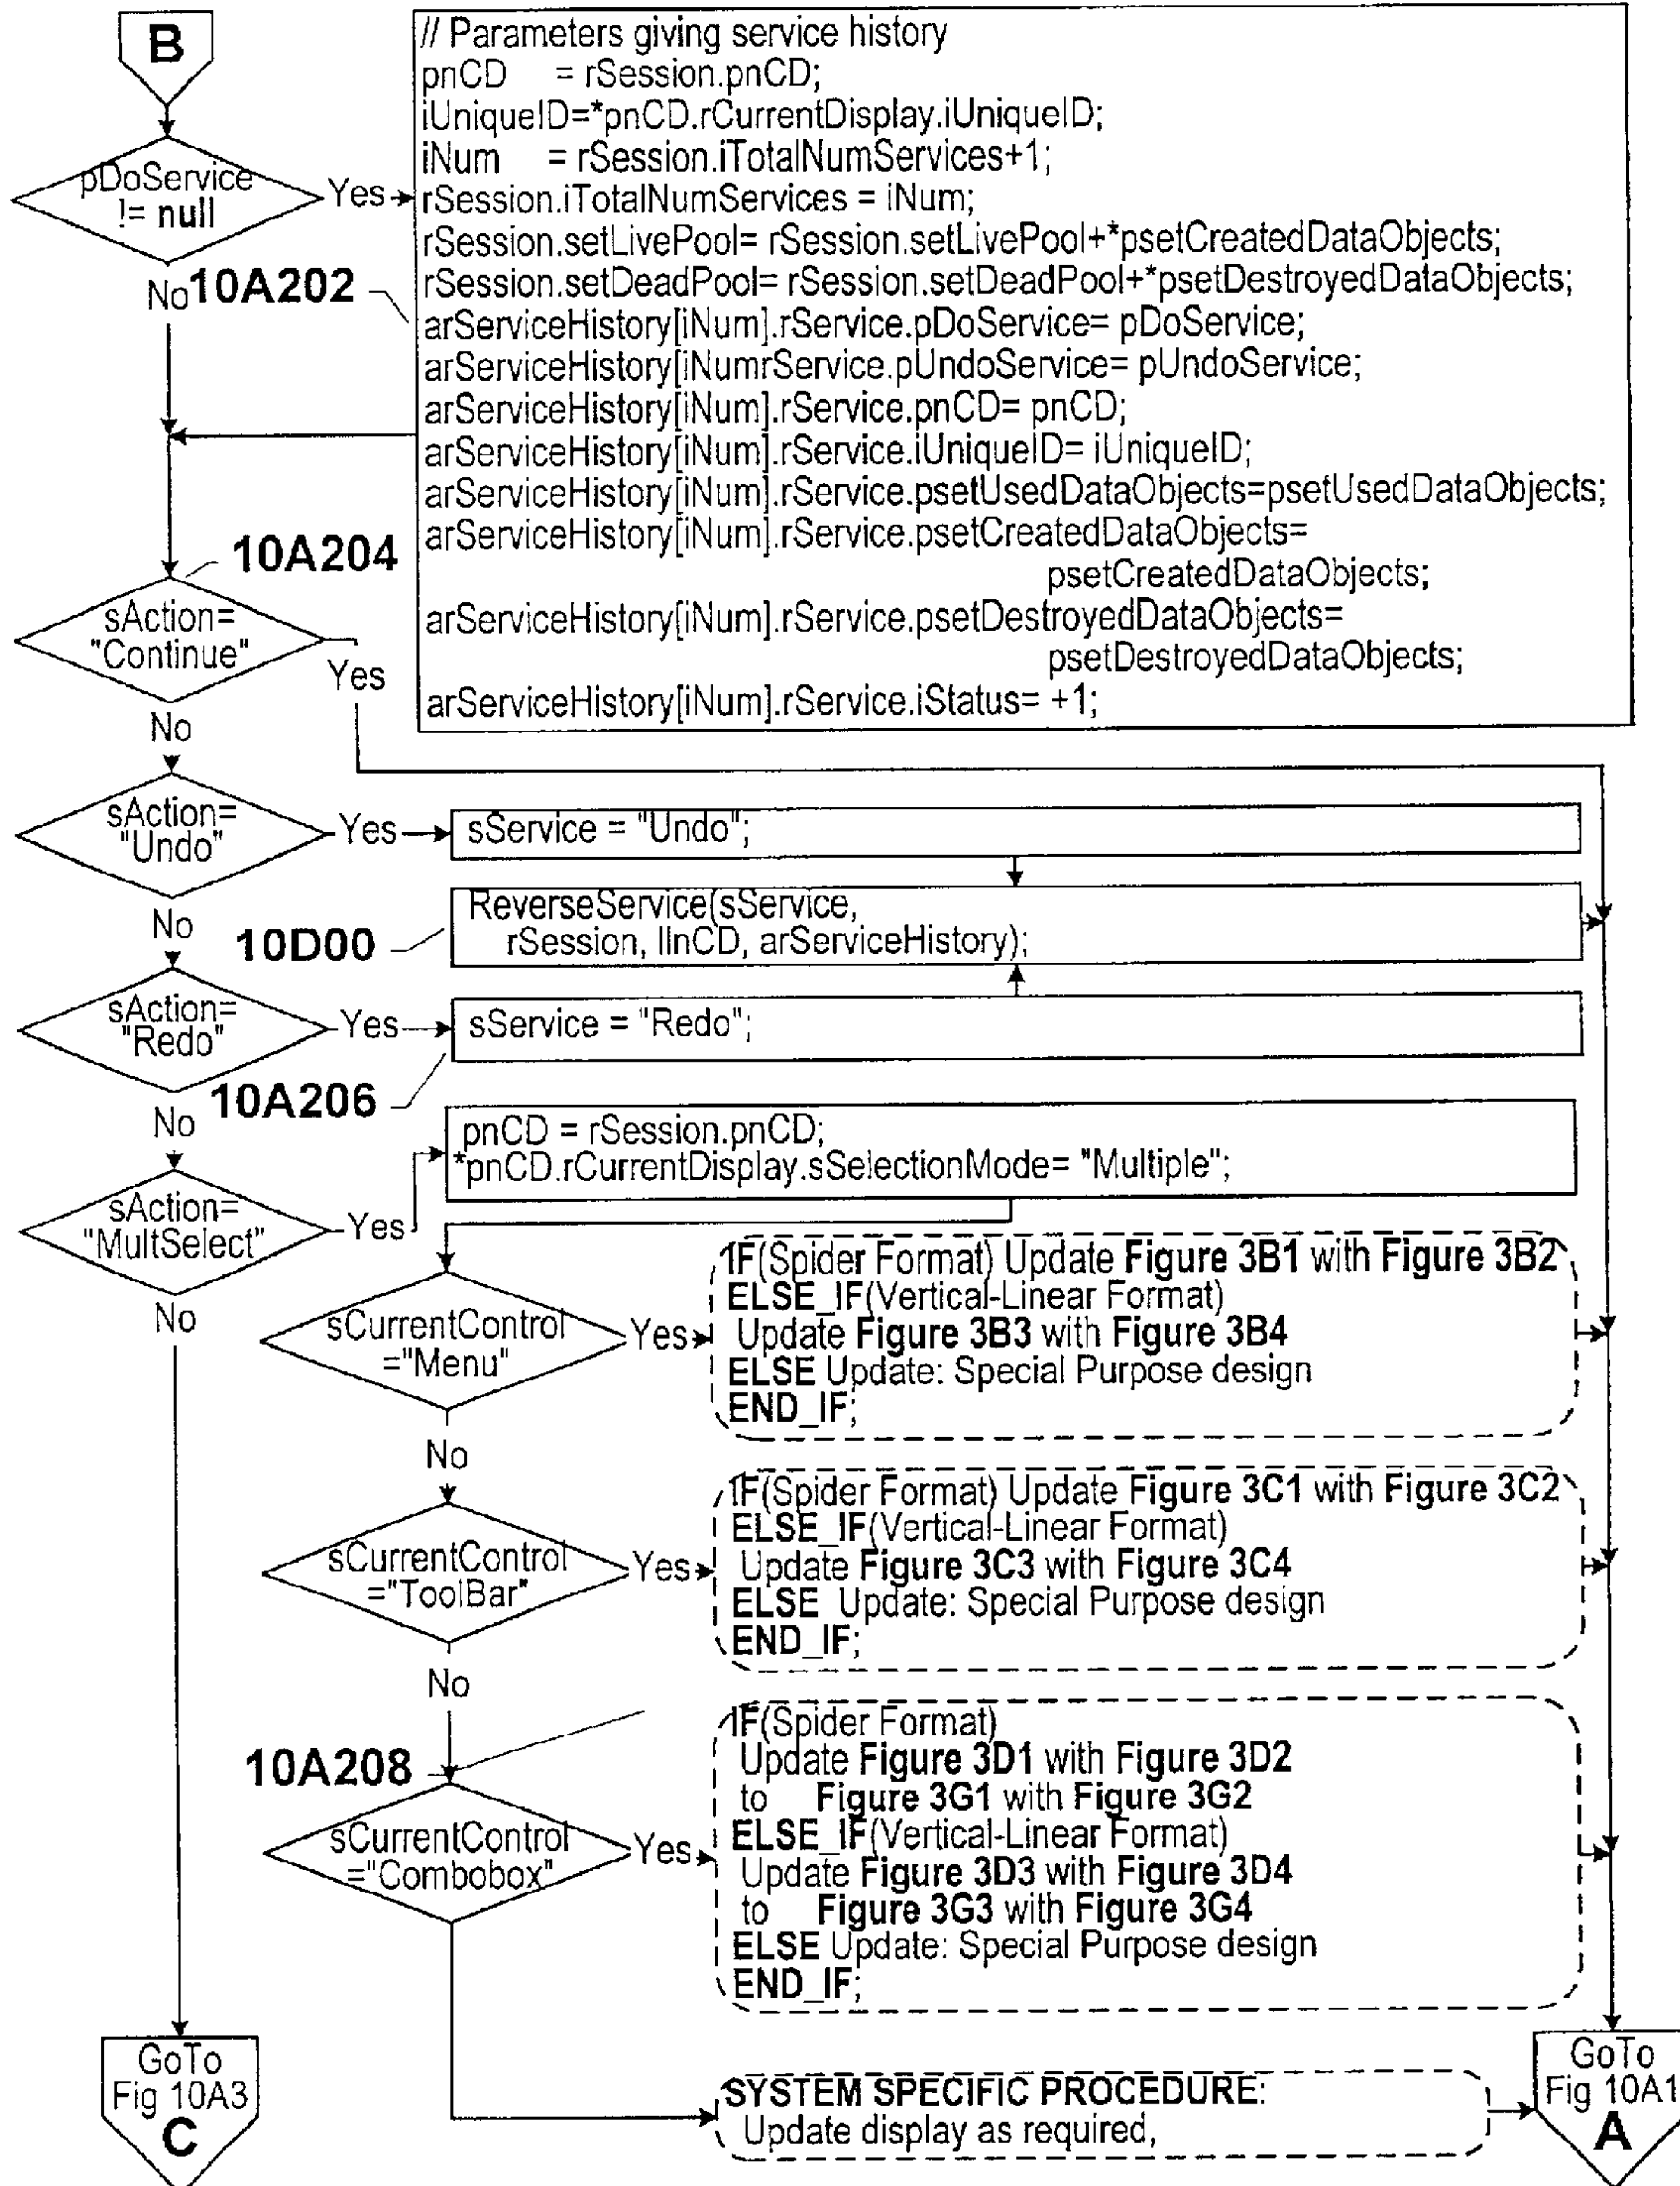 B
// Parameters giving service history
pnCD = rSession.pnCD;
iUniqueID=*pnCD.rCurrentDisplay.iUniqueID;
iNum = rSession.iTotalNumServices+1;
rSession.iTotalNumServices = iNum;
rSession.setLivePool= rSession.setLivePool+*psetCreatedDataObjects;
rSession.setDeadPool= rSession.setDeadPool+*psetDestroyedDataObjects;
arServiceHistory[iNum].rService.pDoService= pDoService;
arServiceHistory[iNumrService.pUndoService= pUndoService;
arServiceHistory[iNum].rService.pnCD= pnCD;
arServiceHistory[iNum].rService.iUniqueID= iUniqueID;
arServiceHistory[iNum].rService.psetUsedDataObjects=psetUsedDataObjects;
arServiceHistory[iNum].rService.psetCreatedDataObjects=
psetCreatedDataObjects;
arServiceHistory[iNum].rService.psetDestroyedDataObjects=
psetDestroyedDataObjects;
arServiceHistory[iNum].rService.iStatus= +1;
pDoService
!= null
Yes
No
10A202
10A204
sAction=
"Continue"
Yes
No
sAction=
"Undo"
Yes
sService = "Undo";
No
10D00
ReverseService(sService,
rSession, llnCD, arServiceHistory);
sAction=
"Redo"
Yes
sService = "Redo";
10A206
No
sAction=
"MultSelect"
Yes
pnCD = rSession.pnCD;
*pnCD.rCurrentDisplay.sSelectionMode= "Multiple";
No
sCurrentControl
="Menu"
Yes
IF(Spider Format) Update Figure 3B1 with Figure 3B2
ELSE_IF(Vertical-Linear Format)
Update Figure 3B3 with Figure 3B4
ELSE Update: Special Purpose design
END_IF;
No
sCurrentControl
="ToolBar"
Yes
IF(Spider Format) Update Figure 3C1 with Figure 3C2
ELSE_IF(Vertical-Linear Format)
Update Figure 3C3 with Figure 3C4
ELSE Update: Special Purpose design
END_IF;
No
10A208
sCurrentControl
="Combobox"
Yes
IF(Spider Format)
Update Figure 3D1 with Figure 3D2
to Figure 3G1 with Figure 3G2
ELSE_IF(Vertical-Linear Format)
Update Figure 3D3 with Figure 3D4
to Figure 3G3 with Figure 3G4
ELSE Update: Special Purpose design
END_IF;
SYSTEM SPECIFIC PROCEDURE:
Update display as required,
GoTo
Fig 10A3
C
GoTo
Fig 10A1
A